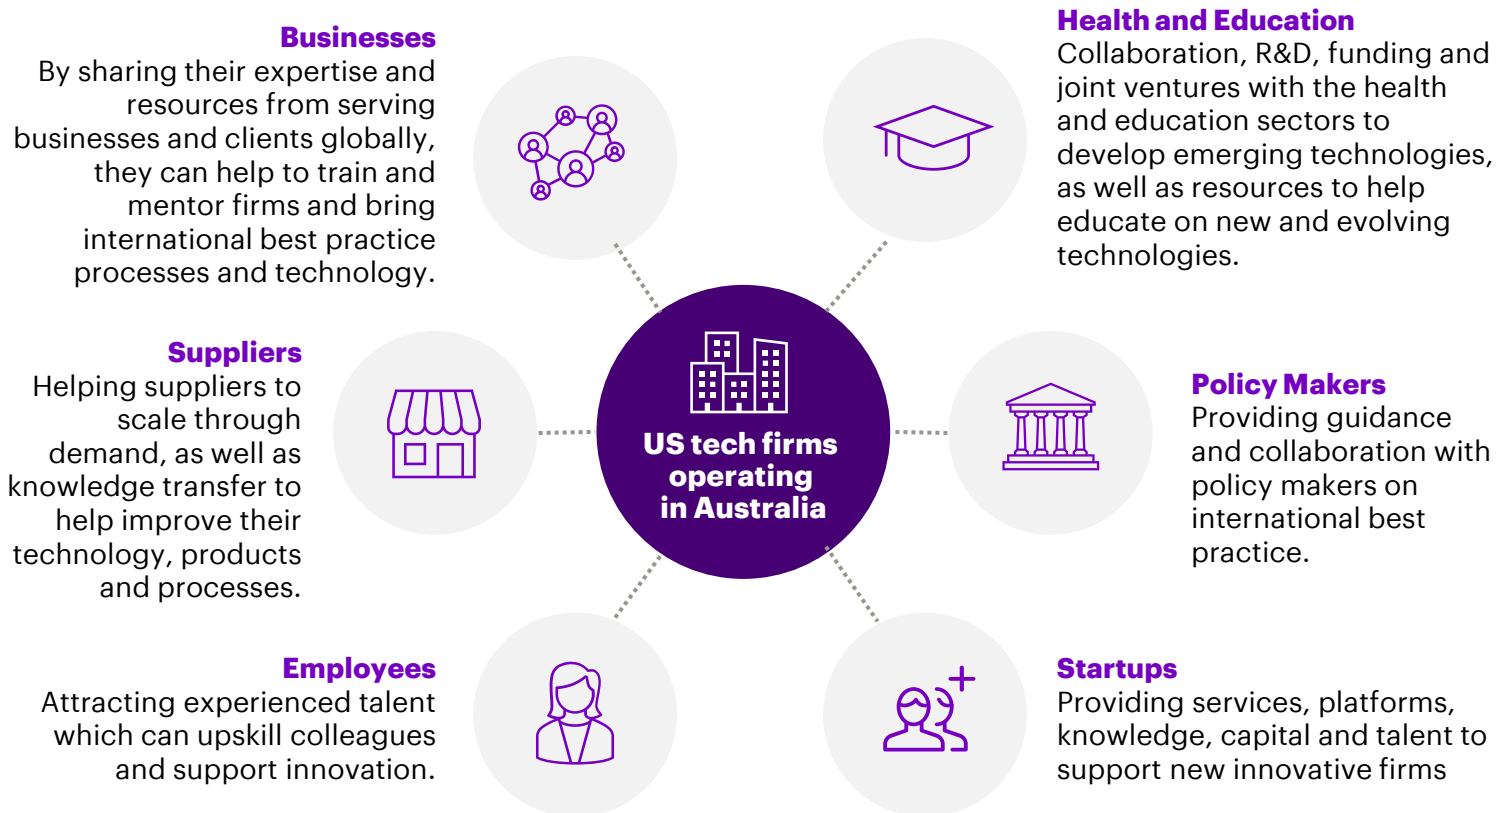 Businesses
By sharing their expertise and
resources from serving
businesses and clients globally,
they can help to train and
mentor firms and bring
international best practice
processes and technology.
Health and Education
Collaboration, R&D, funding and
joint ventures with the health
and education sectors to
develop emerging technologies,
as well as resources to help
educate on new and evolving
technologies.
Suppliers
Helping suppliers to
scale through
demand, as well as
knowledge transfer to
help improve their
technology, products
and processes.
US tech firms
operating
in Australia
Policy Makers
Providing guidance
and collaboration with
policy makers on
international best
practice.
Employees
Attracting experienced talent
which can upskill colleagues
and support innovation.
Startups
Providing services, platforms,
knowledge, capital and talent to
support new innovative firms